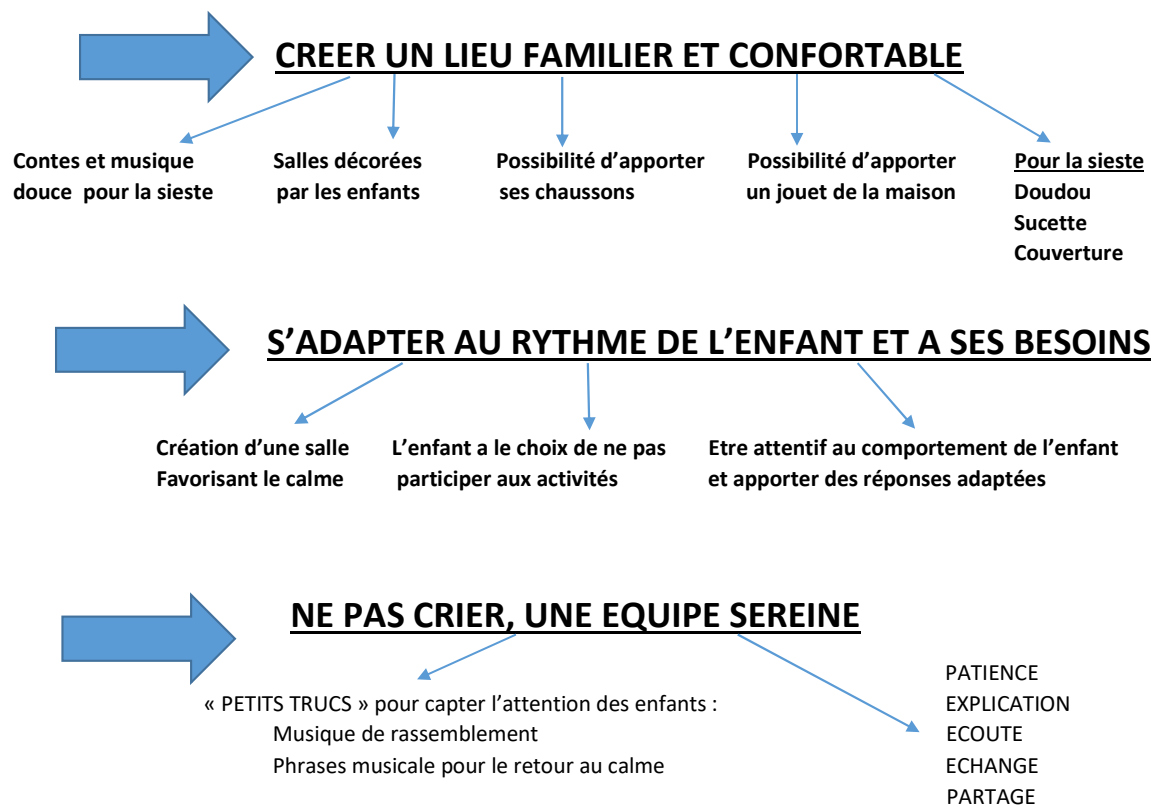 CREER UN LIEU FAMILIER ET CONFORTABLE
Contes et musique
douce pour la sieste
Salles décorées
par les enfants
Possibilité d’apporter
ses chaussons
Possibilité d’apporter
un jouet de la maison
Pour la sieste
Doudou
Sucette
Couverture
S’ADAPTER AU RYTHME DE L’ENFANT ET A SES BESOINS
Création d’une salle
Favorisant le calme
L’enfant a le choix de ne pas
participer aux activités
Etre attentif au comportement de l’enfant
et apporter des réponses adaptées
NE PAS CRIER, UNE EQUIPE SEREINE
« PETITS TRUCS » pour capter l’attention des enfants :
Musique de rassemblement
Phrases musicale pour le retour au calme
PATIENCE
EXPLICATION
ECOUTE
ECHANGE
PARTAGE